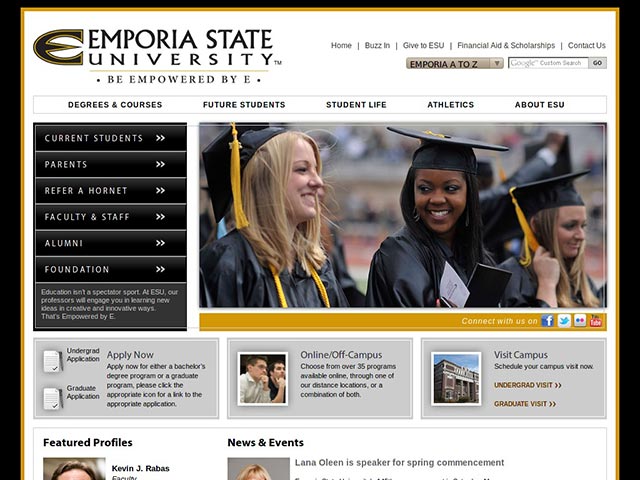 EMPORIA STATE
UNIVERSITY™
• BE EMPOWERED BY E •
Home | Buzz In | Give to ESU | Financial Aid & Scholarships | Contact Us
EMPORIA A TO Z
Google™ Custom Search GO
DEGREES & COURSES FUTURE STUDENTS STUDENT LIFE ATHLETICS ABOUT ESU
CURRENT STUDENTS »
PARENTS »
REFER A HORNET »
FACULTY & STAFF »
ALUMNI »
FOUNDATION »
Education isn't a spectator sport. At ESU, our
professors will engage you in learning new
ideas in creative and innovative ways.
That's Empowered by E.
Connect with us on
You
Tube
Undergrad
Application
Graduate
Application
Apply Now
Apply now for either a bachelor's
degree program or a graduate
program, please click the
appropriate icon for a link to the
appropriate application.
Online/Off-Campus
Choose from over 35 programs
available online, through one of
our distance locations, or a
combination of both.
Visit Campus
Schedule your campus visit now.
UNDERGRAD VISIT ❯❯
GRADUATE VISIT ❯❯
Featured Profiles
Kevin J. Rabas
Faculty
News & Events
Lana Oleen is speaker for spring commencement